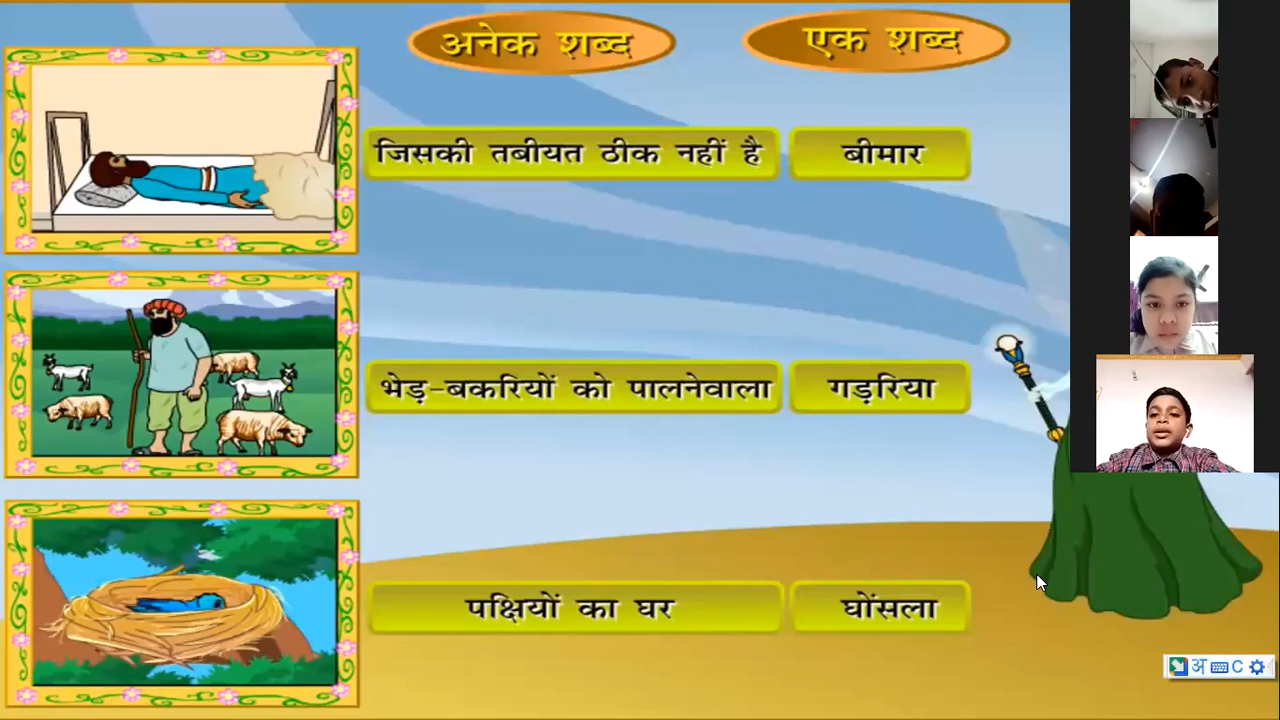 अनेक शब्द एक शब्द
जिसकी तबीयत ठीक नहीं है बीमार
भेड़-बकरियों को पालनेवाला गड़रिया
पक्षियों का घर घोंसला
अ C